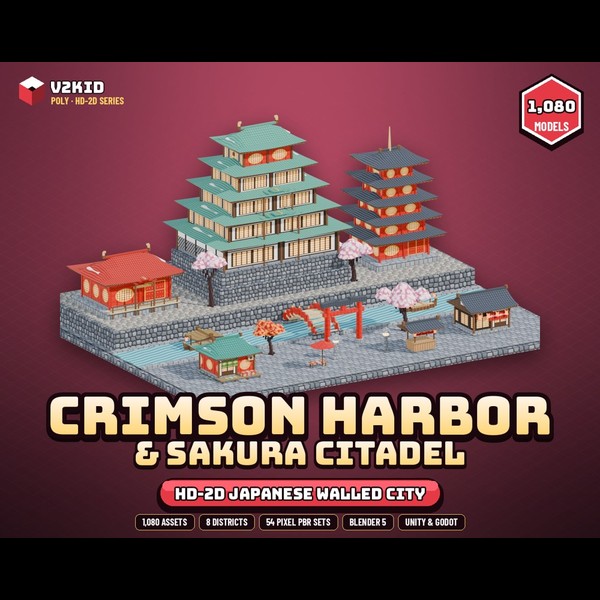 V2KID
POLY · HD-2D SERIES
1,080
MODELS
CRIMSON HARBOR
& SAKURA CITADEL
HD-2D JAPANESE WALLED CITY
1,080 ASSETS
8 DISTRICTS
54 PIXEL PBR SETS
BLENDER 5
UNITY & GODOT